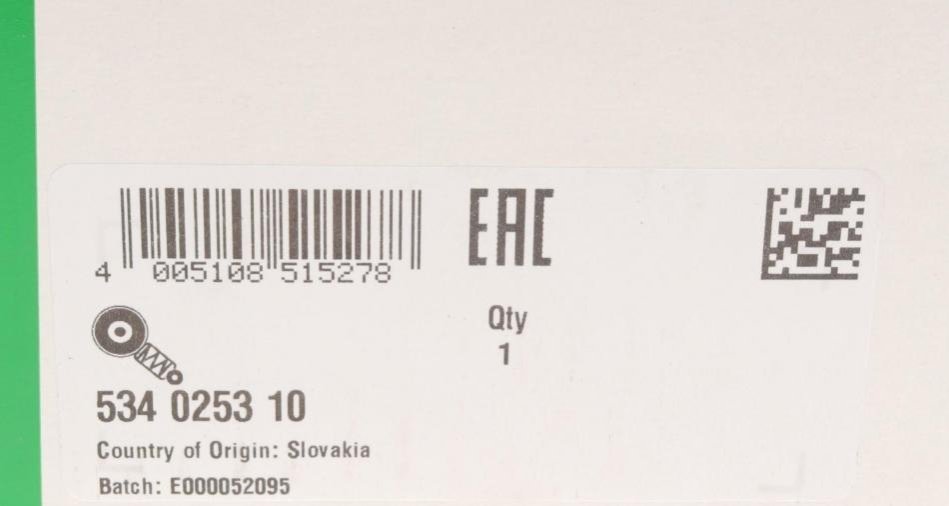 4 005108 515278
EAC
Qty
1
534 0253 10
Country of Origin: Slovakia
Batch: E000052095